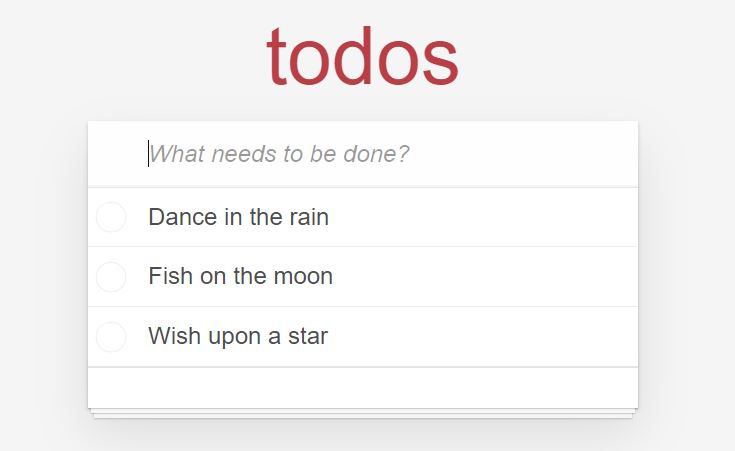 todos
What needs to be done?
Dance in the rain
Fish on the moon
Wish upon a star